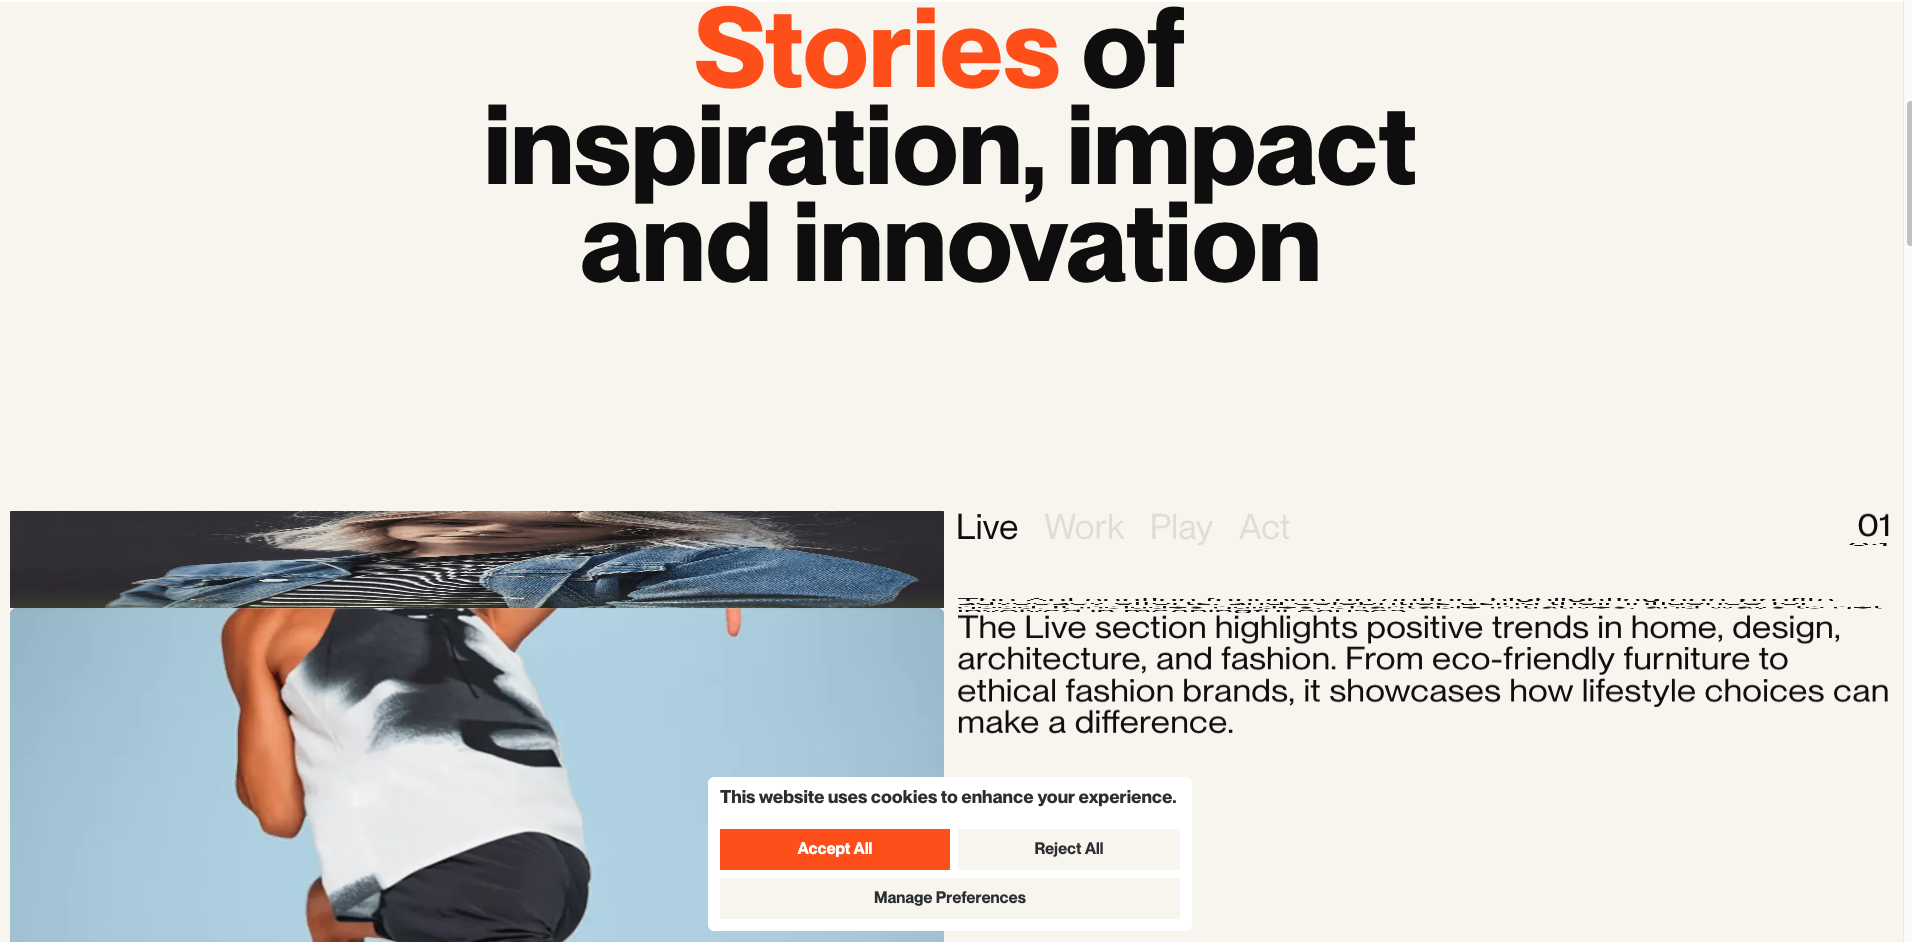 Stories of
inspiration, impact
and innovation
Live Work Play Act
01
The Live section highlights positive trends in home, design,
architecture, and fashion. From eco-friendly furniture to
ethical fashion brands, it showcases how lifestyle choices can
make a difference.
This website uses cookies to enhance your experience.
Accept All
Reject All
Manage Preferences